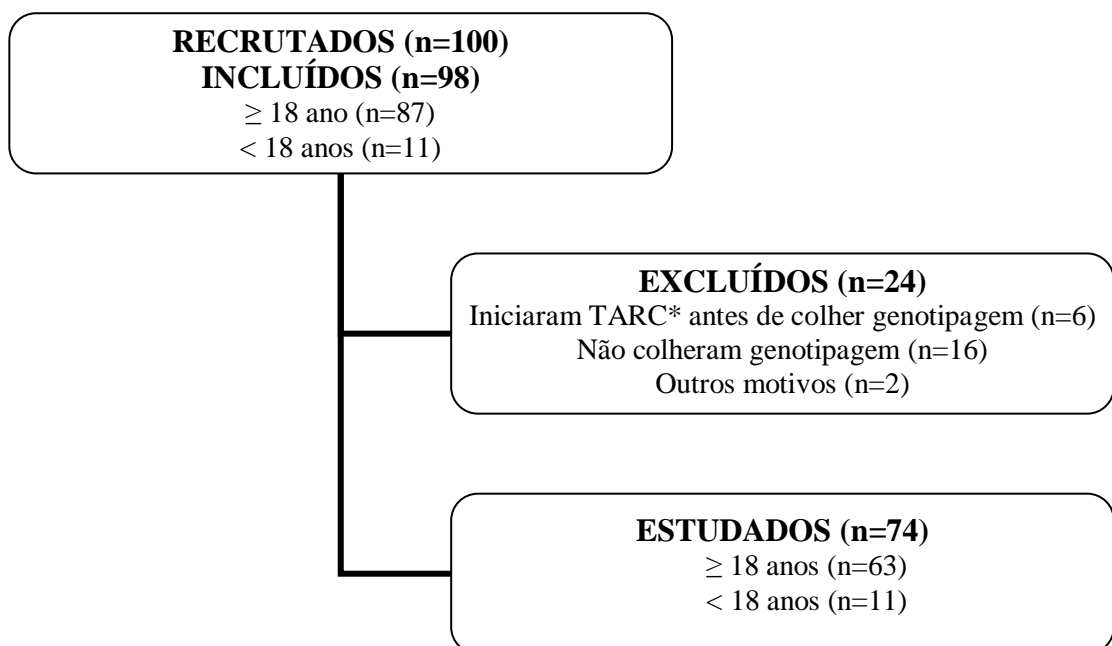 RECRUTADOS (n=100)
INCLUÍDOS (n=98)
≥ 18 ano (n=87)
< 18 anos (n=11)
EXCLUÍDOS (n=24)
Iniciaram TARC* antes de colher genotipagem (n=6)
Não colheram genotipagem (n=16)
Outros motivos (n=2)
ESTUDADOS (n=74)
≥ 18 anos (n=63)
< 18 anos (n=11)